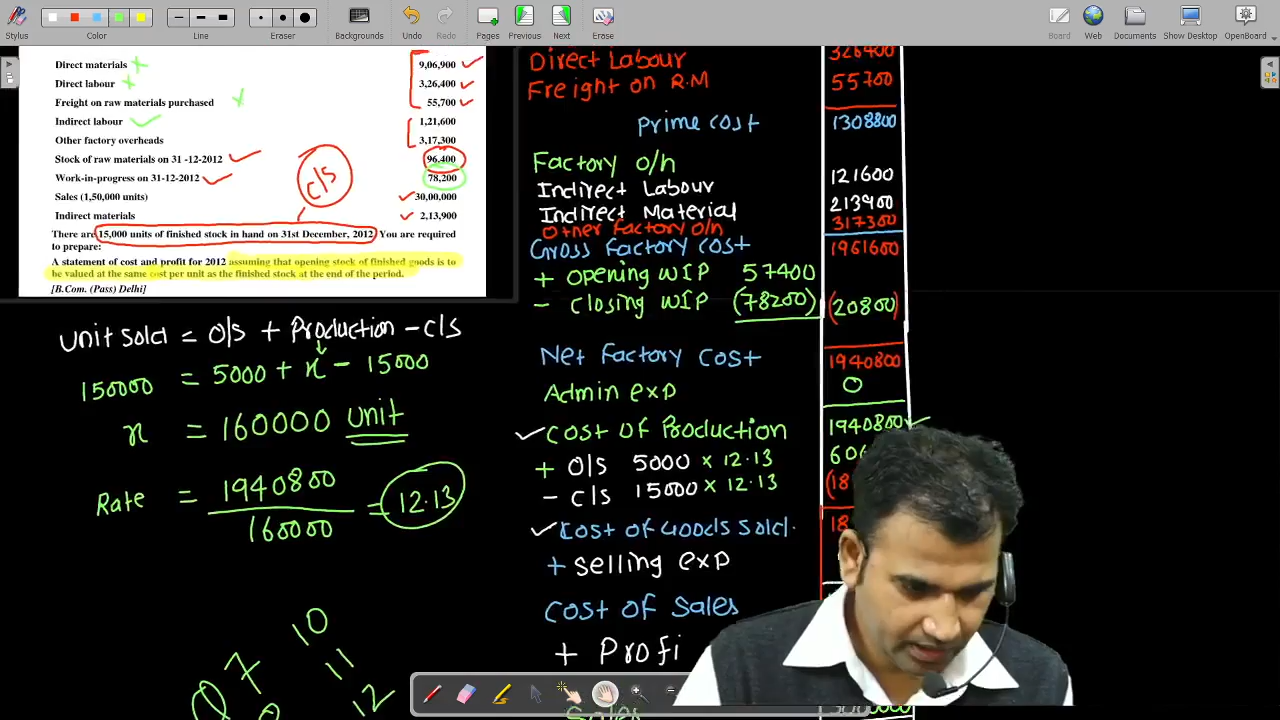 Styles
Color
Line
Eraser
Backgrounds
Undo
Pages
Previous
Next
Erase
Board
Web
Documents
Show Desktop
OpenBoard
Direct materials
9,06,900
Direct labour
3,26,400
Freight on raw materials purchased
55,700
Indirect labour
1,21,600
Other factory overheads
3,17,300
Stock of raw materials on 31 -12-2012
96,400
Work-in-progress on 31-12-2012
78,200
Sales (1,50,000 units)
30,00,000
Indirect materials
2,13,900
There are 15,000 units of finished stock in hand on 31st December, 2012. You are required
to prepare:
A statement of cost and profit for 2012 assuming that opening stock of finished goods is to
be valued at the same cost per unit as the finished stock at the end of the period.
[B.Com. (Pass) Delhi]
c/s
Unit Sold = O/s + Production - c/s
150000 = 5000 + x - 15000
x = 160000 unit
Rate = 1940800
160000
= 12.13
10
7
11
12
Direct Labour 326400
Freight on R.M 55700
Prime cost 1308800
Factory o/h
Indirect Labour 121600
Indirect Material 213900
Other factory o/h 317300
Gross Factory cost 1961600
+ opening WIP 57400
- closing WIP (78200) (20800)
Net Factory cost 1940800
Admin exp 0
Cost of Production 1940800
+ O/s 5000 x 12.13
- c/s 15000 x 12.13
Cost of Goods Sold.
+ selling exp
Cost of Sales
+ Profi
Sales